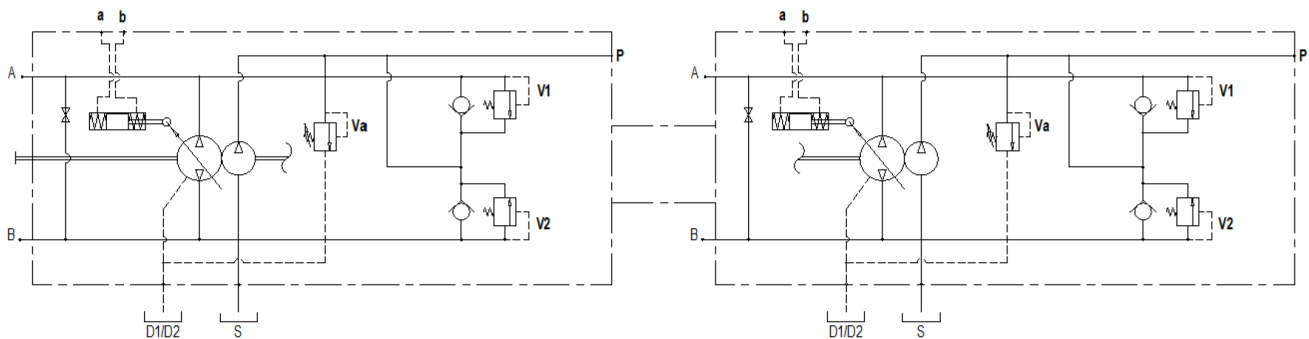 a b a b
P P
A V1 A V1
Va Va
V2 V2
B B
D1/D2 S D1/D2 S